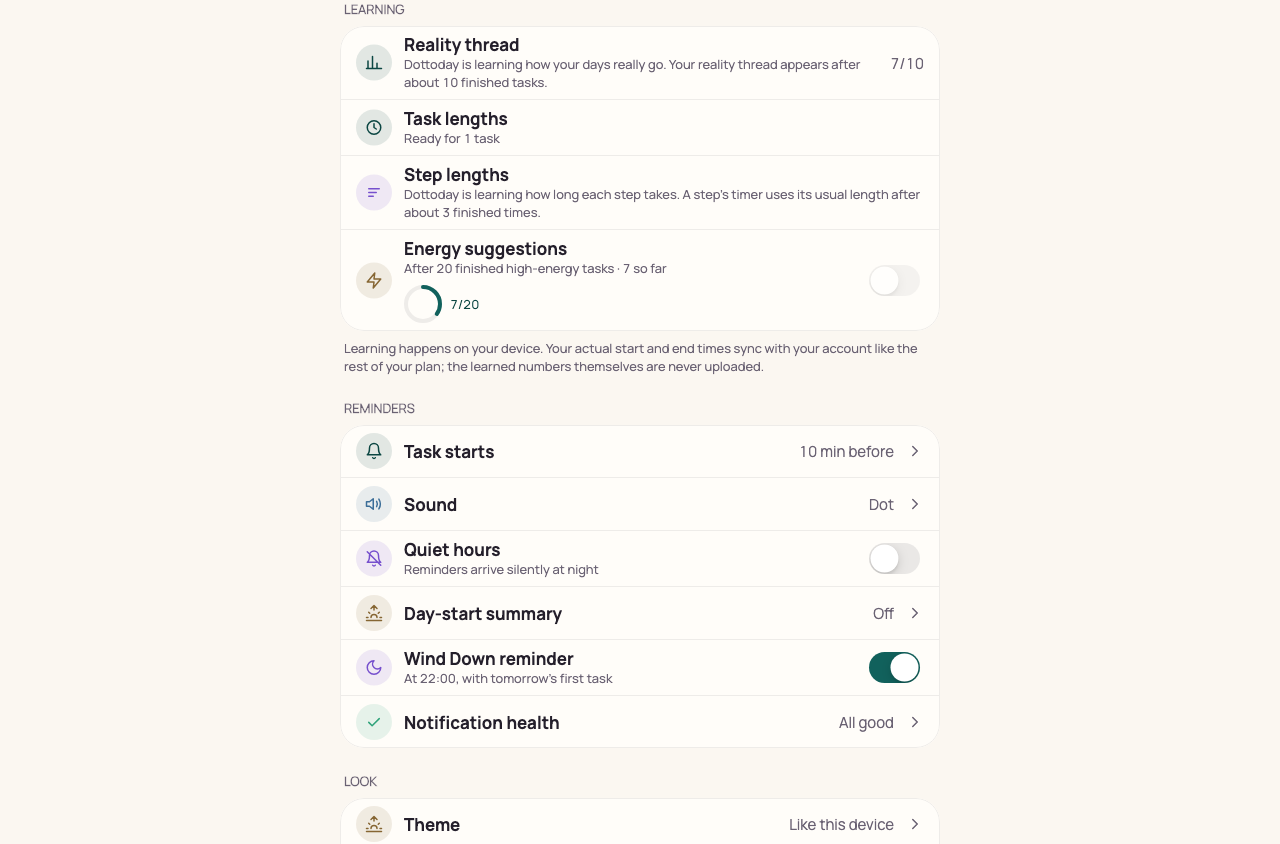 LEARNING
Reality thread
Dottoday is learning how your days really go. Your reality thread appears after
about 10 finished tasks.
7/10
Task lengths
Ready for 1 task
Step lengths
Dottoday is learning how long each step takes. A step's timer uses its usual length after
about 3 finished times.
Energy suggestions
After 20 finished high-energy tasks · 7 so far
7/20
Learning happens on your device. Your actual start and end times sync with your account like the
rest of your plan; the learned numbers themselves are never uploaded.
REMINDERS
Task starts
10 min before
Sound
Dot
Quiet hours
Reminders arrive silently at night
Day-start summary
Off
Wind Down reminder
At 22:00, with tomorrow's first task
Notification health
All good
LOOK
Theme
Like this device